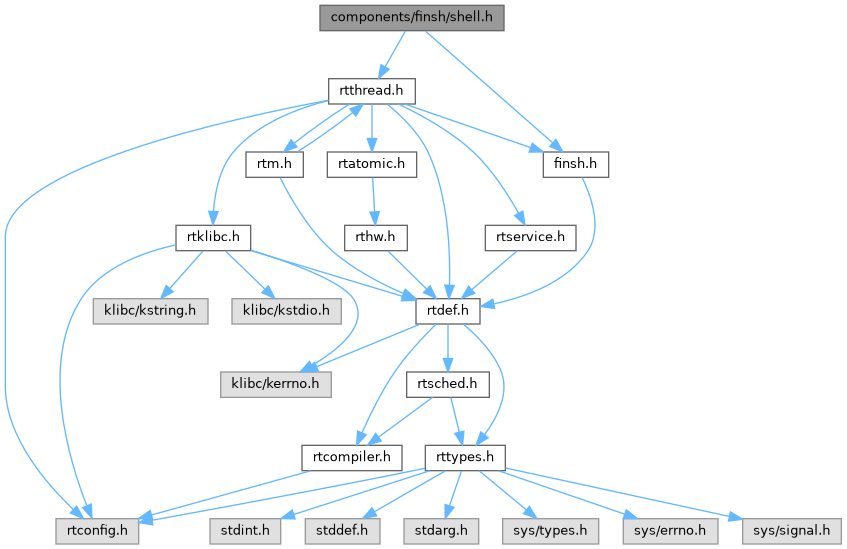 components/finsh/shell.h
rtthread.h
rtm.h
rtatomic.h
finsh.h
rtklibc.h
rthw.h
rtservice.h
klibc/kstring.h
klibc/kstdio.h
rtdef.h
klibc/kerrno.h
rtsched.h
rtcompiler.h
rttypes.h
rtconfig.h
stdint.h
stddef.h
stdarg.h
sys/types.h
sys/errno.h
sys/signal.h